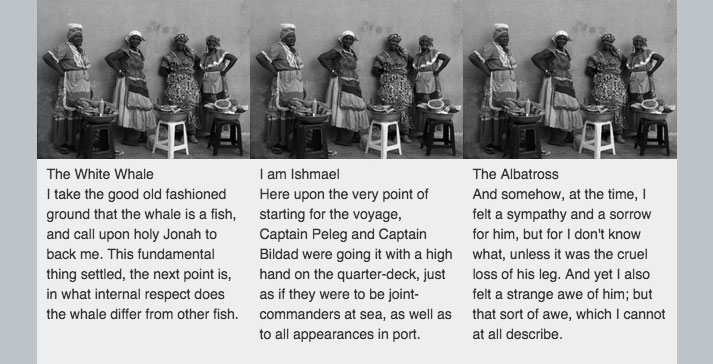 The White Whale
I take the good old fashioned
ground that the whale is a fish,
and call upon holy Jonah to
back me. This fundamental
thing settled, the next point is,
in what internal respect does
the whale differ from other fish.
I am Ishmael
Here upon the very point of
starting for the voyage,
Captain Peleg and Captain
Bildad were going it with a high
hand on the quarter-deck, just
as if they were to be joint-
commanders at sea, as well as
to all appearances in port.
The Albatross
And somehow, at the time, I
felt a sympathy and a sorrow
for him, but for I don't know
what, unless it was the cruel
loss of his leg. And yet I also
felt a strange awe of him; but
that sort of awe, which I cannot
at all describe.